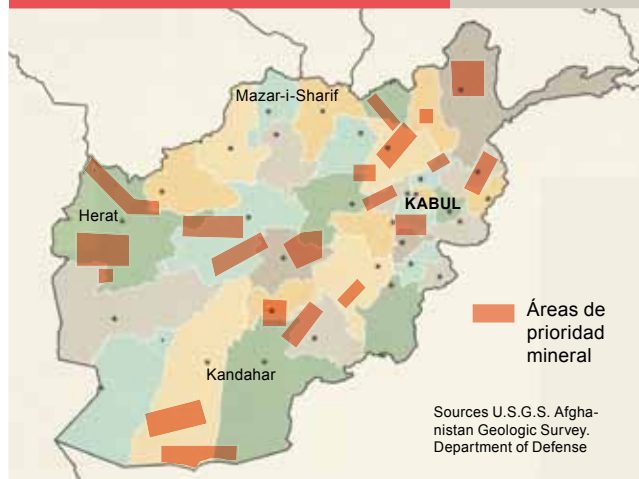 Mazar-i-Sharif
KABUL
Herat
Áreas de
prioridad
mineral
Kandahar
Sources U.S.G.S. Afgha-
nistan Geologic Survey.
Department of Defense